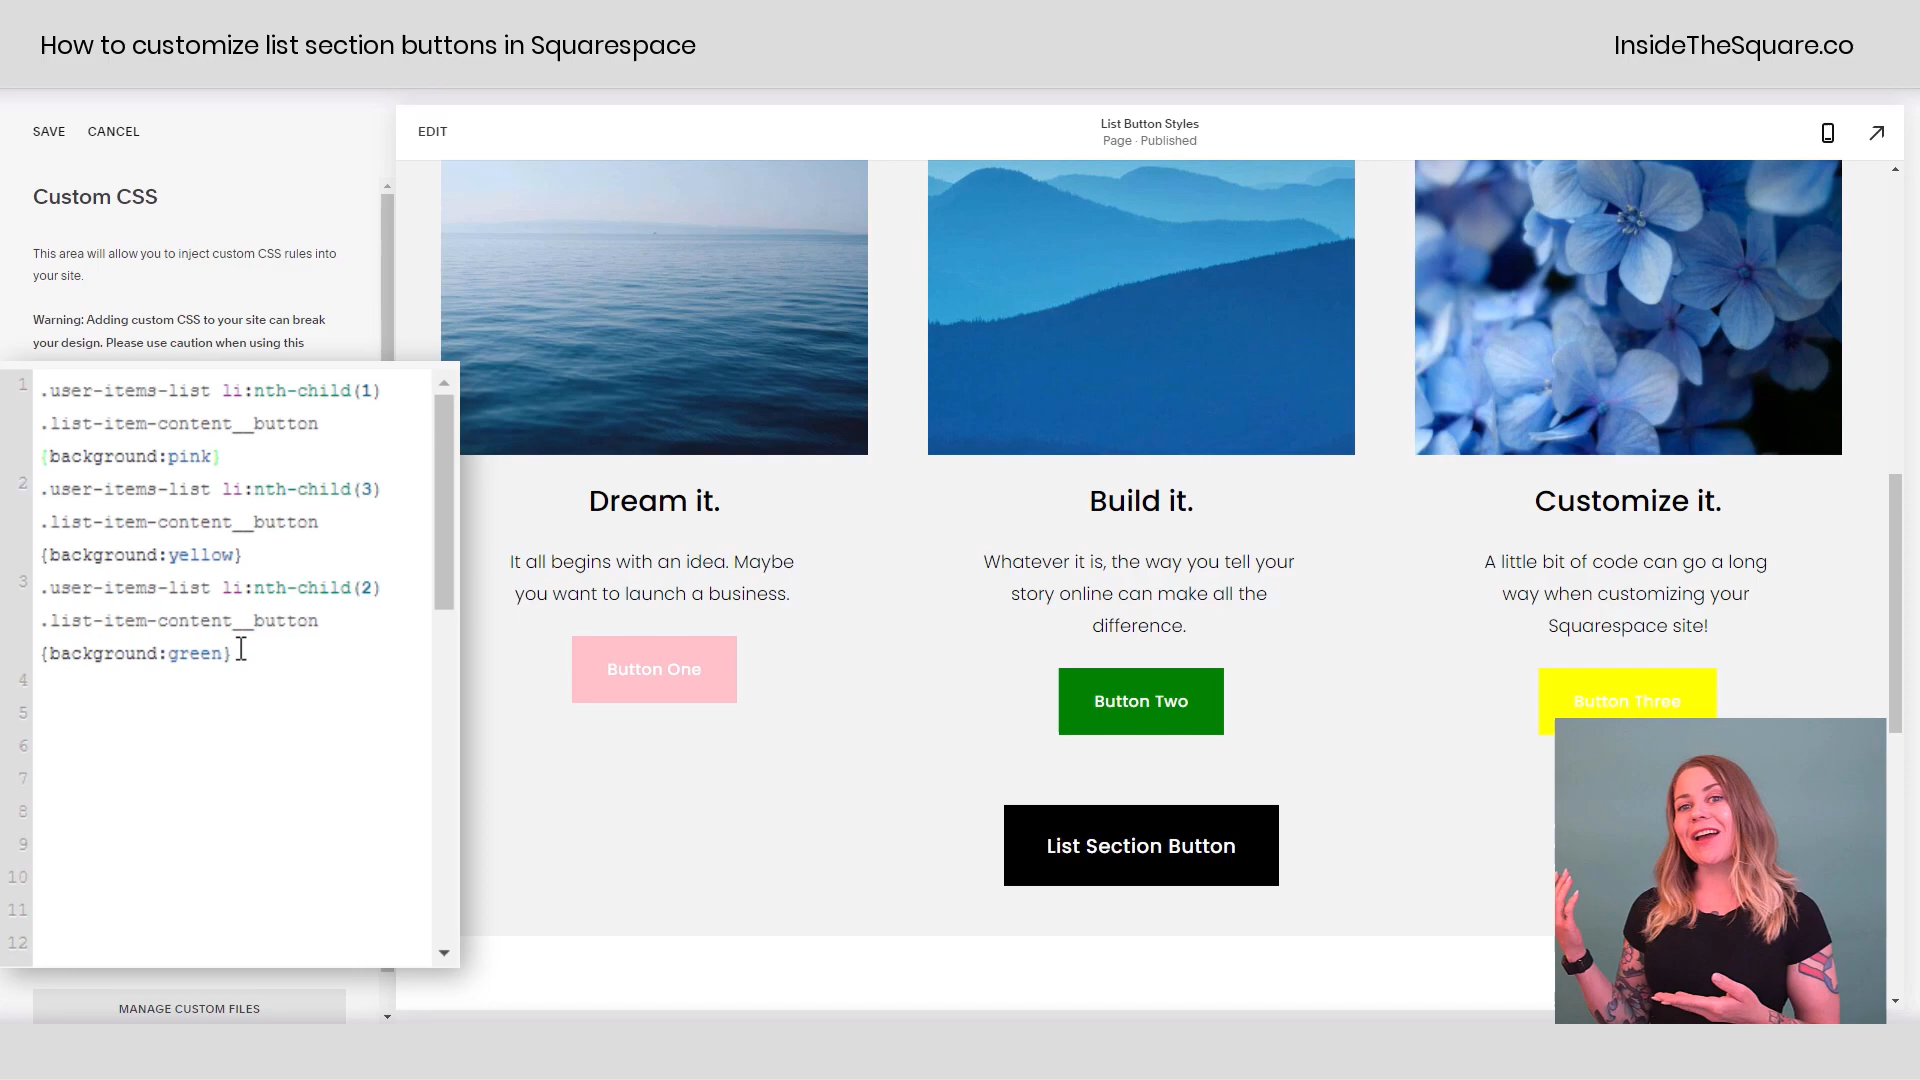 How to customize list section buttons in Squarespace
InsideTheSquare.co
SAVE CANCEL
EDIT
List Button Styles
Page · Published
Custom CSS
This area will allow you to inject custom CSS rules into
your site.
Warning: Adding custom CSS to your site can break
your design. Please use caution when using this
1 .user-items-list li:nth-child(1)
.list-item-content__button
{background:pink}
2 .user-items-list li:nth-child(3)
.list-item-content__button
{background:yellow}
3 .user-items-list li:nth-child(2)
.list-item-content__button
{background:green}
4
5
6
7
8
9
10
11
12
MANAGE CUSTOM FILES
Dream it.
It all begins with an idea. Maybe
you want to launch a business.
Button One
Build it.
Whatever it is, the way you tell your
story online can make all the
difference.
Button Two
Customize it.
A little bit of code can go a long
way when customizing your
Squarespace site!
Button Three
List Section Button